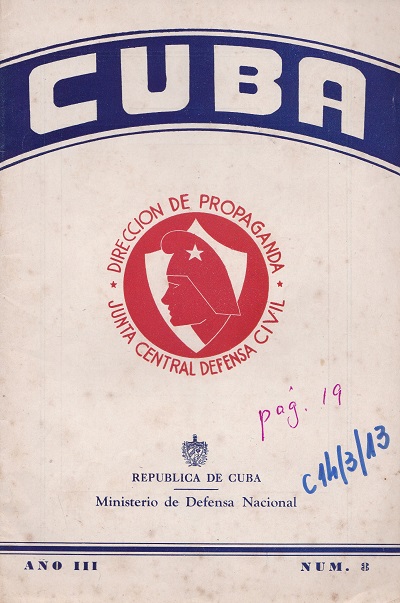 CUBA
DIRECCION DE PROPAGANDA
JUNTA CENTRAL DEFENSA CIVIL
pag. 19
C14/3/13
REPUBLICA DE CUBA
Ministerio de Defensa Nacional
AÑO III NUM. 8